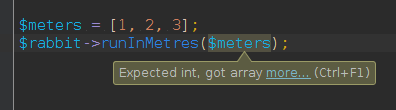 $meters = [1, 2, 3];
$rabbit->runInMetres($meters);
Expected int, got array more... (Ctrl+F1)